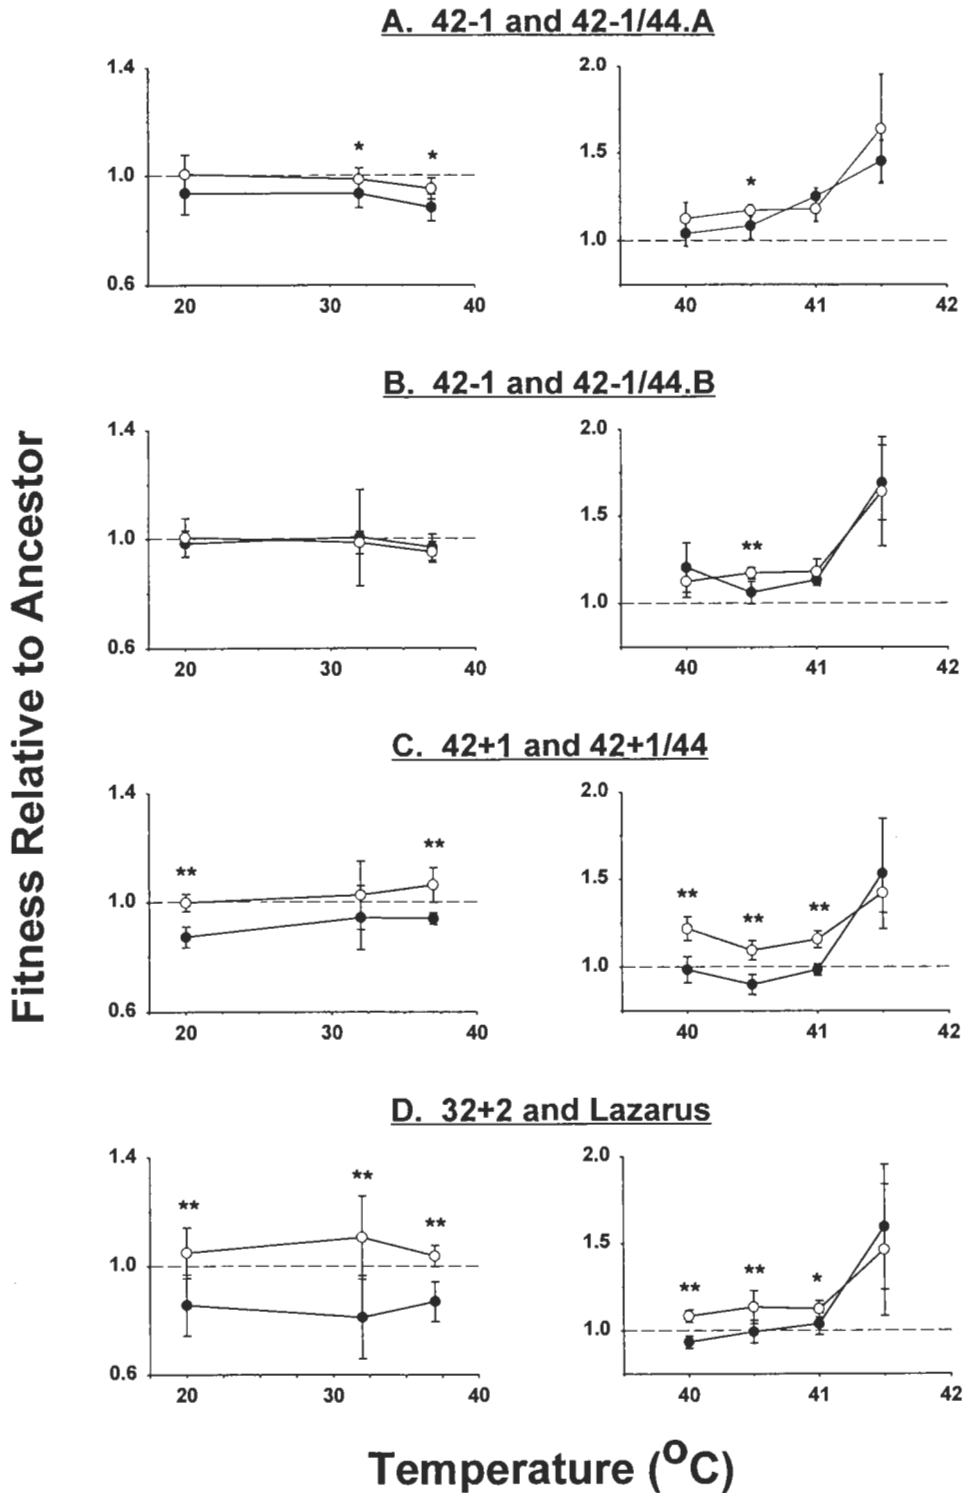 A. 42-1 and 42-1/44.A
1.4
1.0
0.6
* *
20 30 40
2.0
1.5
1.0
*
40 41 42
B. 42-1 and 42-1/44.B
1.4
1.0
0.6
20 30 40
2.0
1.5
1.0
**
40 41 42
C. 42+1 and 42+1/44
1.4
1.0
0.6
** **
20 30 40
2.0
1.5
1.0
** ** **
40 41 42
D. 32+2 and Lazarus
1.4
1.0
0.6
** ** **
20 30 40
2.0
1.5
1.0
** ** *
40 41 42
Fitness Relative to Ancestor
Temperature (°C)